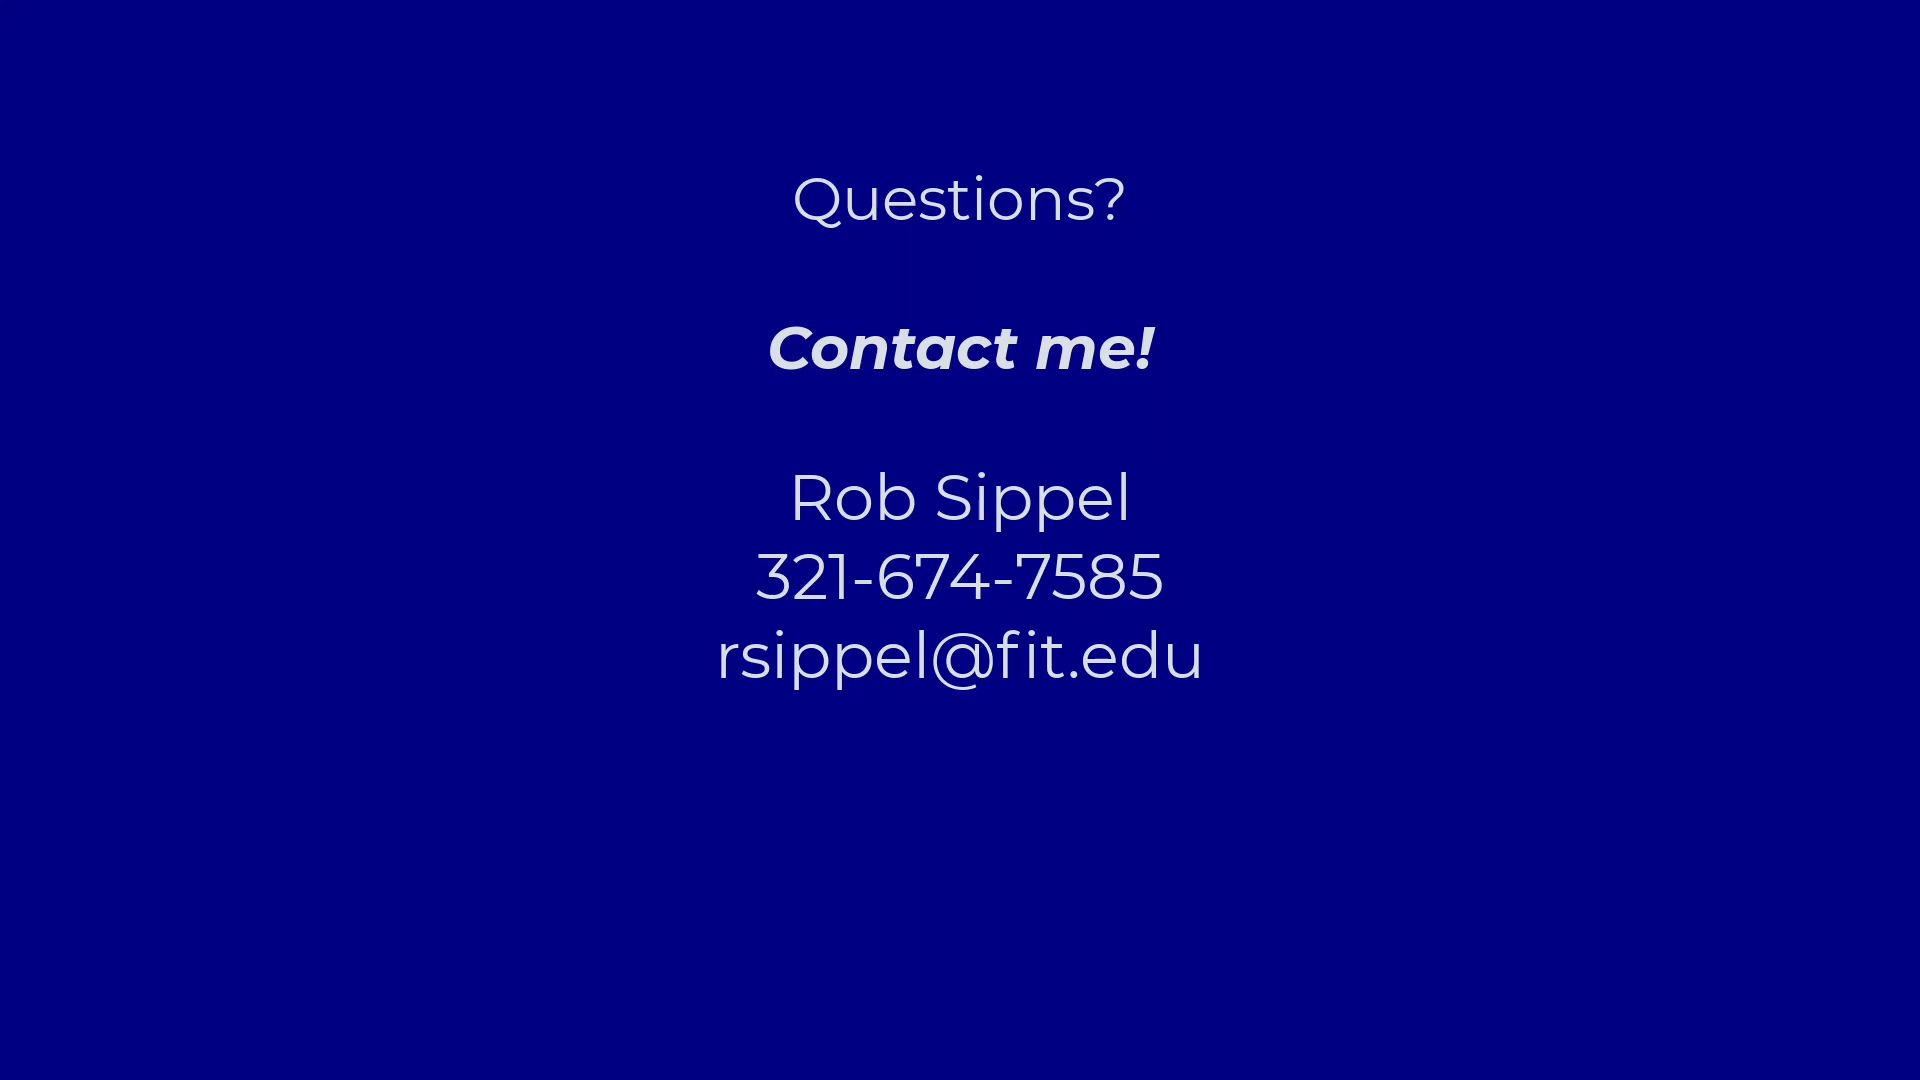 Questions?
Contact me!
Rob Sippel
321-674-7585
rsippel@fit.edu